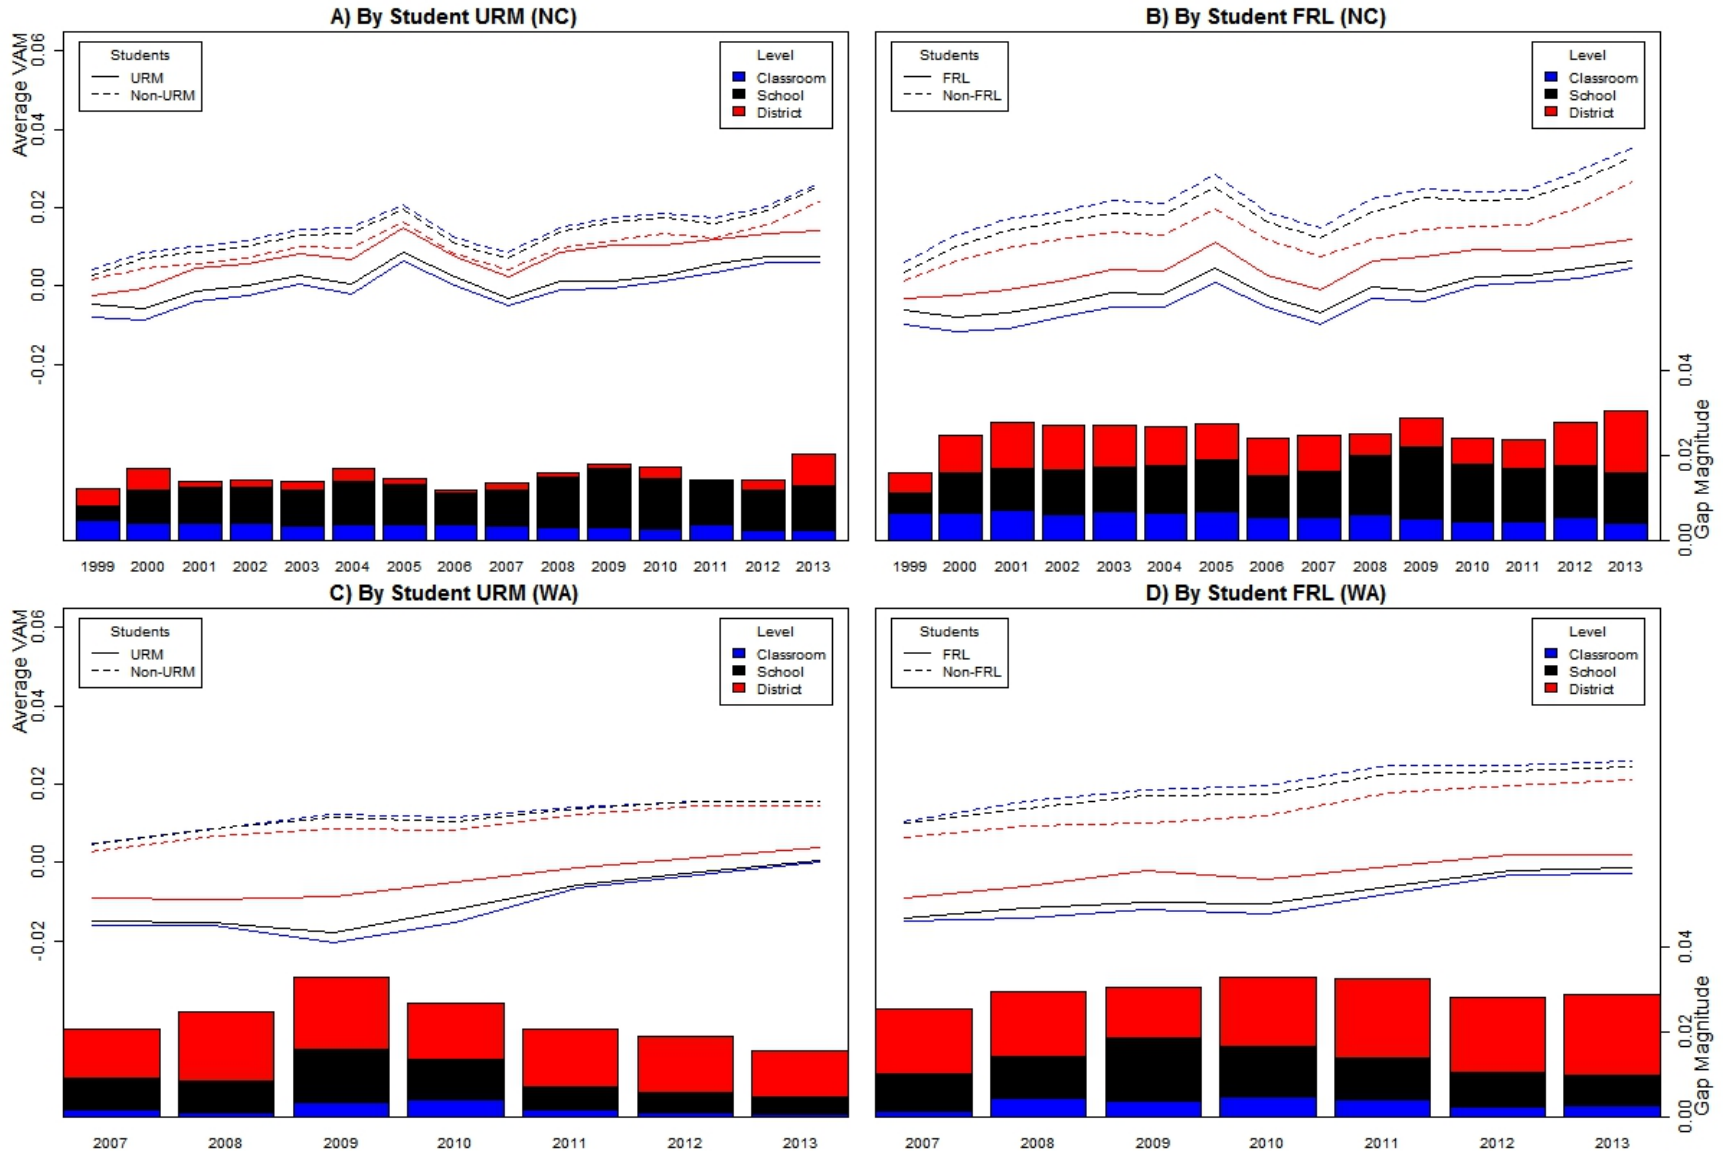 A) By Student URM (NC)
Average VAM
0.06
0.04
0.02
0.00
-0.02
Students
URM
Non-URM
Level
Classroom
School
District
1999 2000 2001 2002 2003 2004 2005 2006 2007 2008 2009 2010 2011 2012 2013
B) By Student FRL (NC)
Students
FRL
Non-FRL
Level
Classroom
School
District
0.04
0.02
0.00
Gap Magnitude
1999 2000 2001 2002 2003 2004 2005 2006 2007 2008 2009 2010 2011 2012 2013
C) By Student URM (WA)
Average VAM
0.06
0.04
0.02
0.00
-0.02
Students
URM
Non-URM
Level
Classroom
School
District
2007 2008 2009 2010 2011 2012 2013
D) By Student FRL (WA)
Students
FRL
Non-FRL
Level
Classroom
School
District
0.04
0.02
0.00
Gap Magnitude
2007 2008 2009 2010 2011 2012 2013